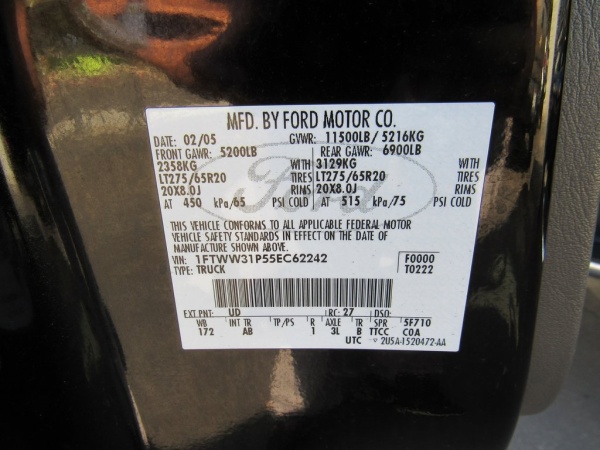 MFD. BY FORD MOTOR CO.
DATE: 02/05 GVWR: 11500LB/ 5216KG
FRONT GAWR: 5200LB REAR GAWR: 6900LB
2358KG WITH 3129KG WITH
LT275/65R20 TIRES LT275/65R20 TIRES
20X8.0J RIMS 20X8.0J RIMS
AT 450 kPa/65 PSI COLD AT 515 kPa/75 PSI COLD
THIS VEHICLE CONFORMS TO ALL APPLICABLE FEDERAL MOTOR
VEHICLE SAFETY STANDARDS IN EFFECT ON THE DATE OF
MANUFACTURE SHOWN ABOVE.
VIN: 1FTWW31P55EC62242 F0000
TYPE: TRUCK T0222
EXT PNT: UD RC: 27 DSO:
WB INT TR TP/PS R AXLE TR SPR 5F710
172 AB 1 3L B TTCC COA
UTC 2U5A-1520472-AA
Ford